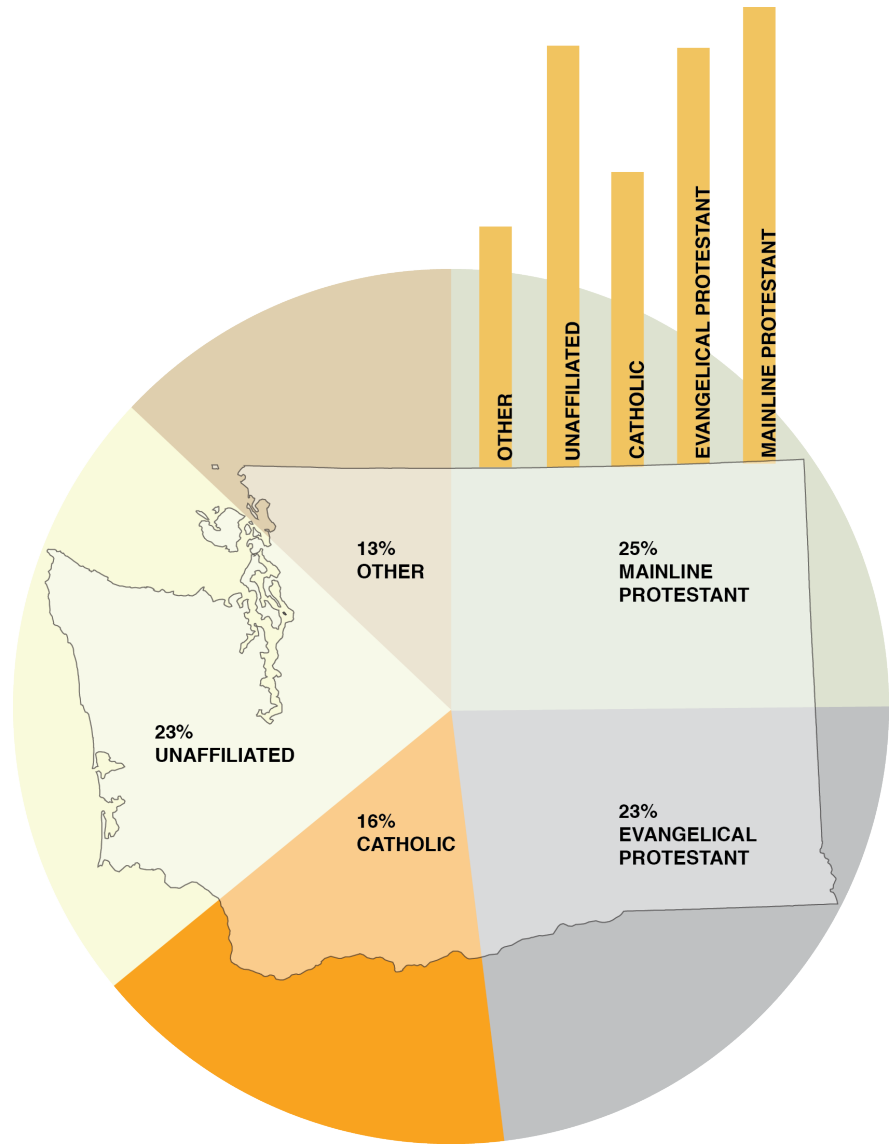 OTHER
UNAFFILIATED
CATHOLIC
EVANGELICAL PROTESTANT
MAINLINE PROTESTANT
13%
OTHER
25%
MAINLINE
PROTESTANT
23%
UNAFFILIATED
16%
CATHOLIC
23%
EVANGELICAL
PROTESTANT